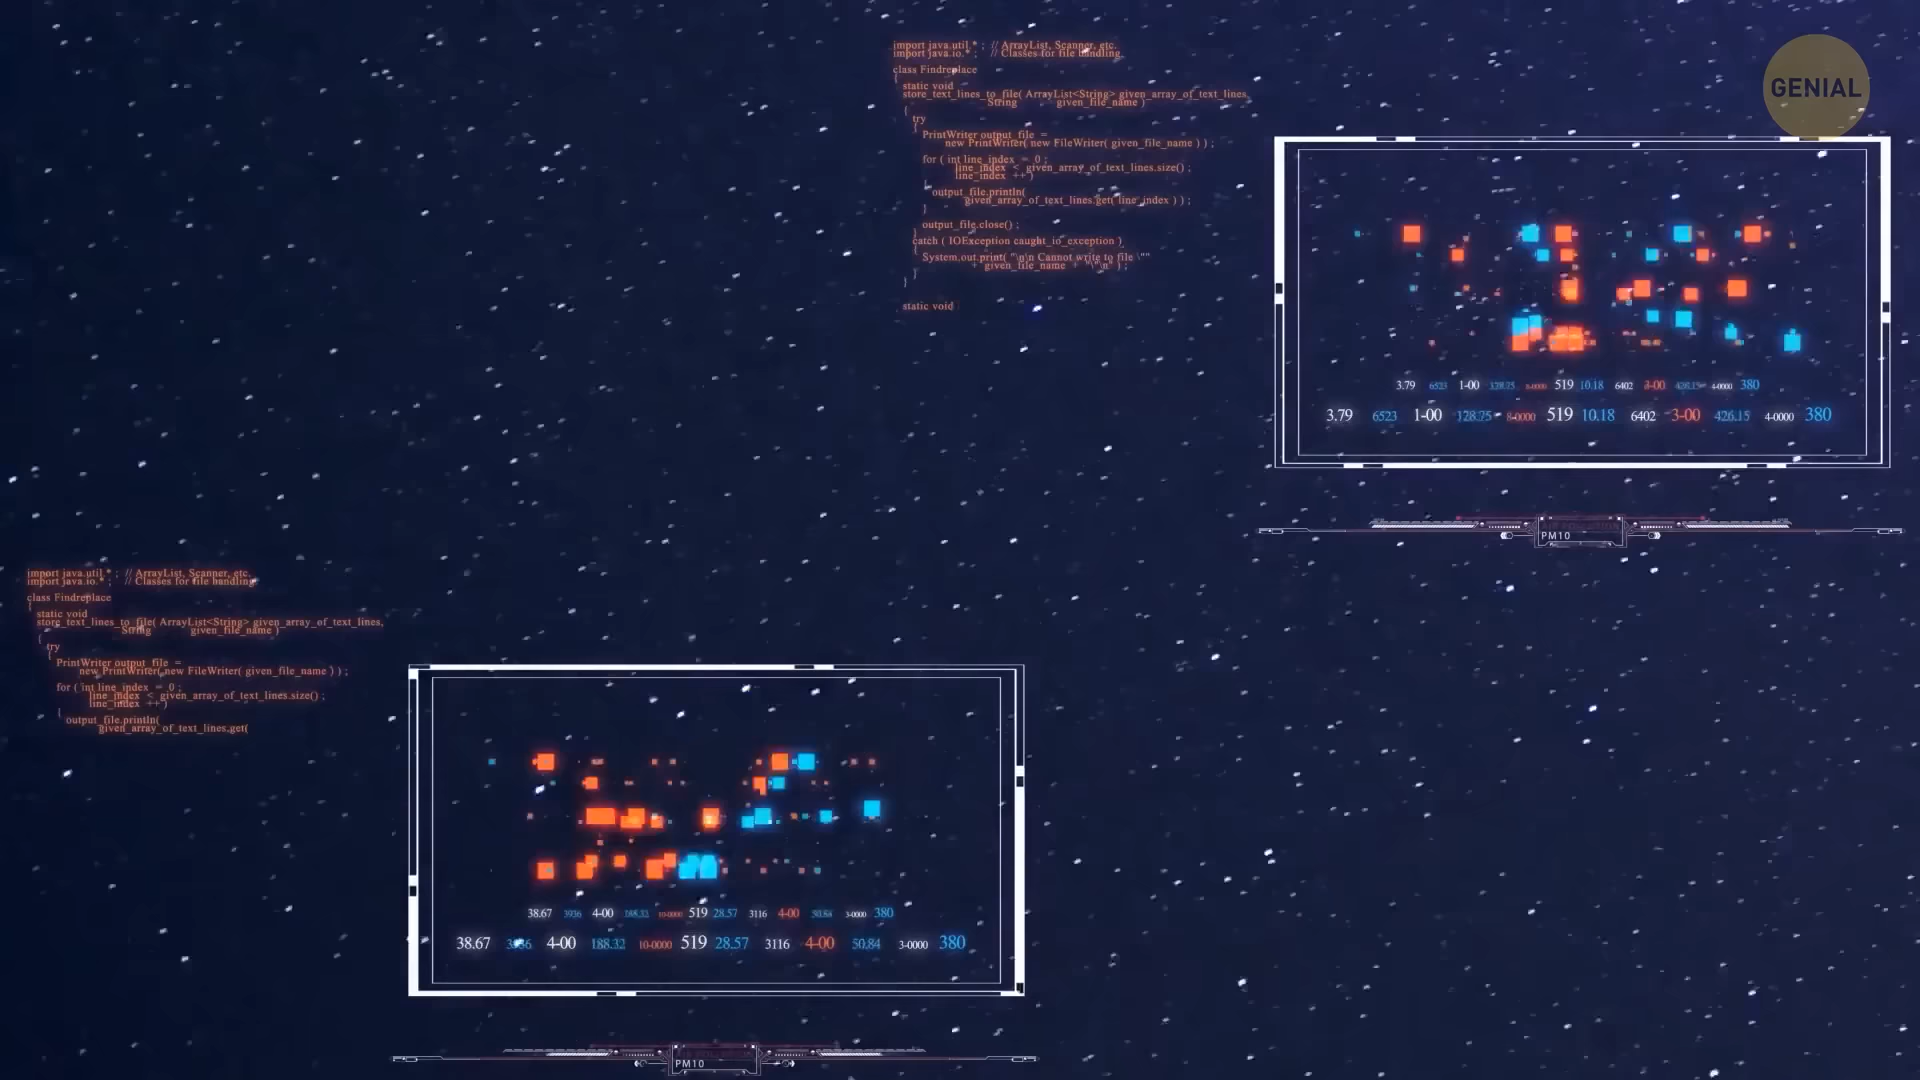 import java.util.* ; // ArrayList, Scanner, etc.
import java.io.* ; // Classes for file handling.
class Findreplace
{
static void
store_text_lines_to_file( ArrayList<String> given_array_of_text_lines,
String given_file_name )
{
try
{
PrintWriter output_file =
new PrintWriter( new FileWriter( given_file_name ) ) ;
for ( int line_index = 0 ;
line_index < given_array_of_text_lines.size() ;
line_index ++ )
{
output_file.println(
given_array_of_text_lines.get( line_index ) ) ;
}
output_file.close() ;
}
catch ( IOException caught_io_exception )
{
System.out.print( "\n\n Cannot write to file \""
+ given_file_name + "\"\n" ) ;
}
}
static void
GENIAL
3.79 6523 1-00 128.75 8-0000 519 10.18 6402 3-00 426.15 4-0000 380
3.79 6523 1-00 128.75 8-0000 519 10.18 6402 3-00 426.15 4-0000 380
PM10
import java.util.* ; // ArrayList, Scanner, etc.
import java.io.* ; // Classes for file handling.
class Findreplace
{
static void
store_text_lines_to_file( ArrayList<String> given_array_of_text_lines,
String given_file_name )
{
try
{
PrintWriter output_file =
new PrintWriter( new FileWriter( given_file_name ) ) ;
for ( int line_index = 0 ;
line_index < given_array_of_text_lines.size() ;
line_index ++ )
{
output_file.println(
given_array_of_text_lines.get(
38.67 3936 4-00 188.32 10-0000 519 28.57 3116 4-00 50.84 3-0000 380
38.67 3936 4-00 188.32 10-0000 519 28.57 3116 4-00 50.84 3-0000 380
PM10